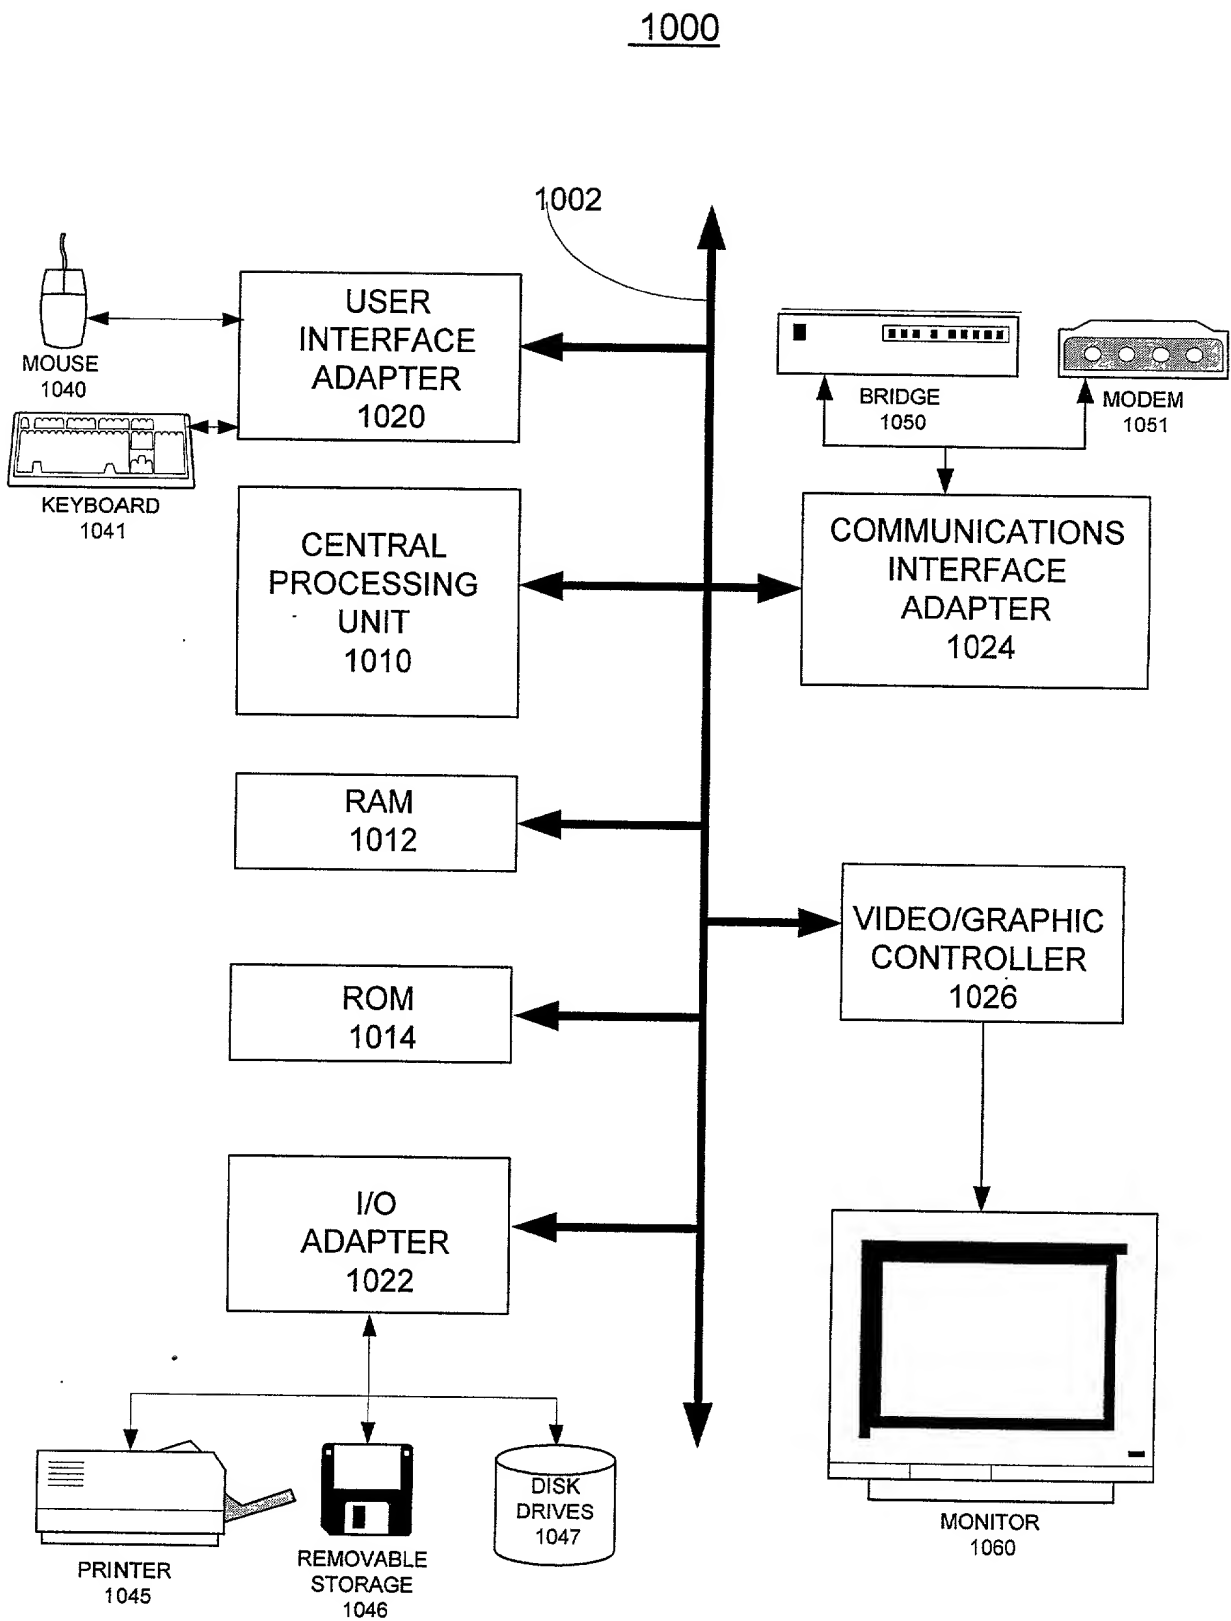 1000
1002
USER
INTERFACE
ADAPTER
1020
MOUSE
1040
KEYBOARD
1041
BRIDGE
1050
MODEM
1051
CENTRAL
PROCESSING
UNIT
1010
COMMUNICATIONS
INTERFACE
ADAPTER
1024
RAM
1012
VIDEO/GRAPHIC
CONTROLLER
1026
ROM
1014
I/O
ADAPTER
1022
PRINTER
1045
REMOVABLE
STORAGE
1046
DISK
DRIVES
1047
MONITOR
1060